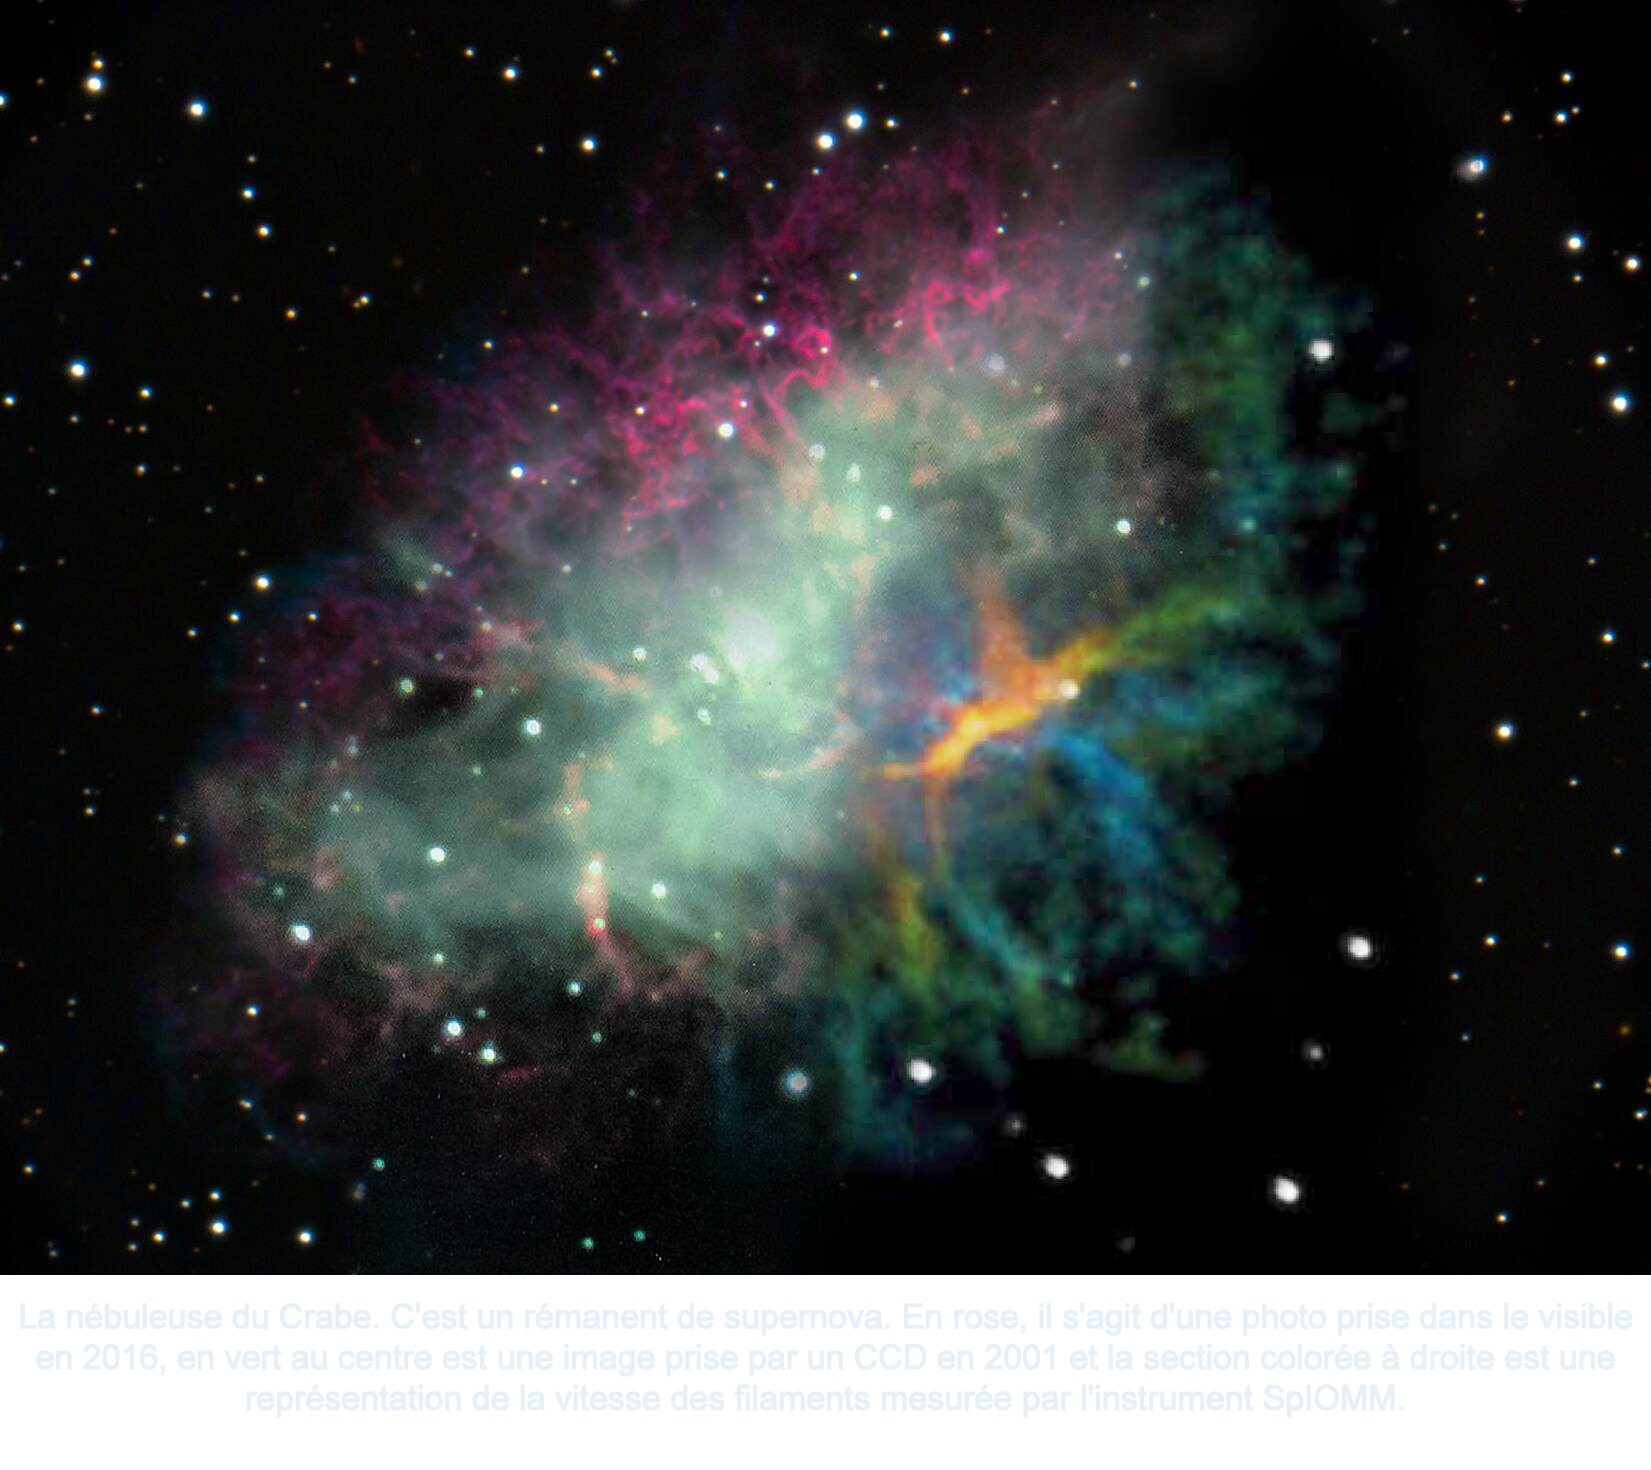 La nébuleuse du Crabe. C'est un rémanent de supernova. En rose, il s'agit d'une photo prise dans le visible
en 2016, en vert au centre est une image prise par un CCD en 2001 et la section colorée à droite est une
représentation de la vitesse des filaments mesurée par l'instrument SpIOMM.